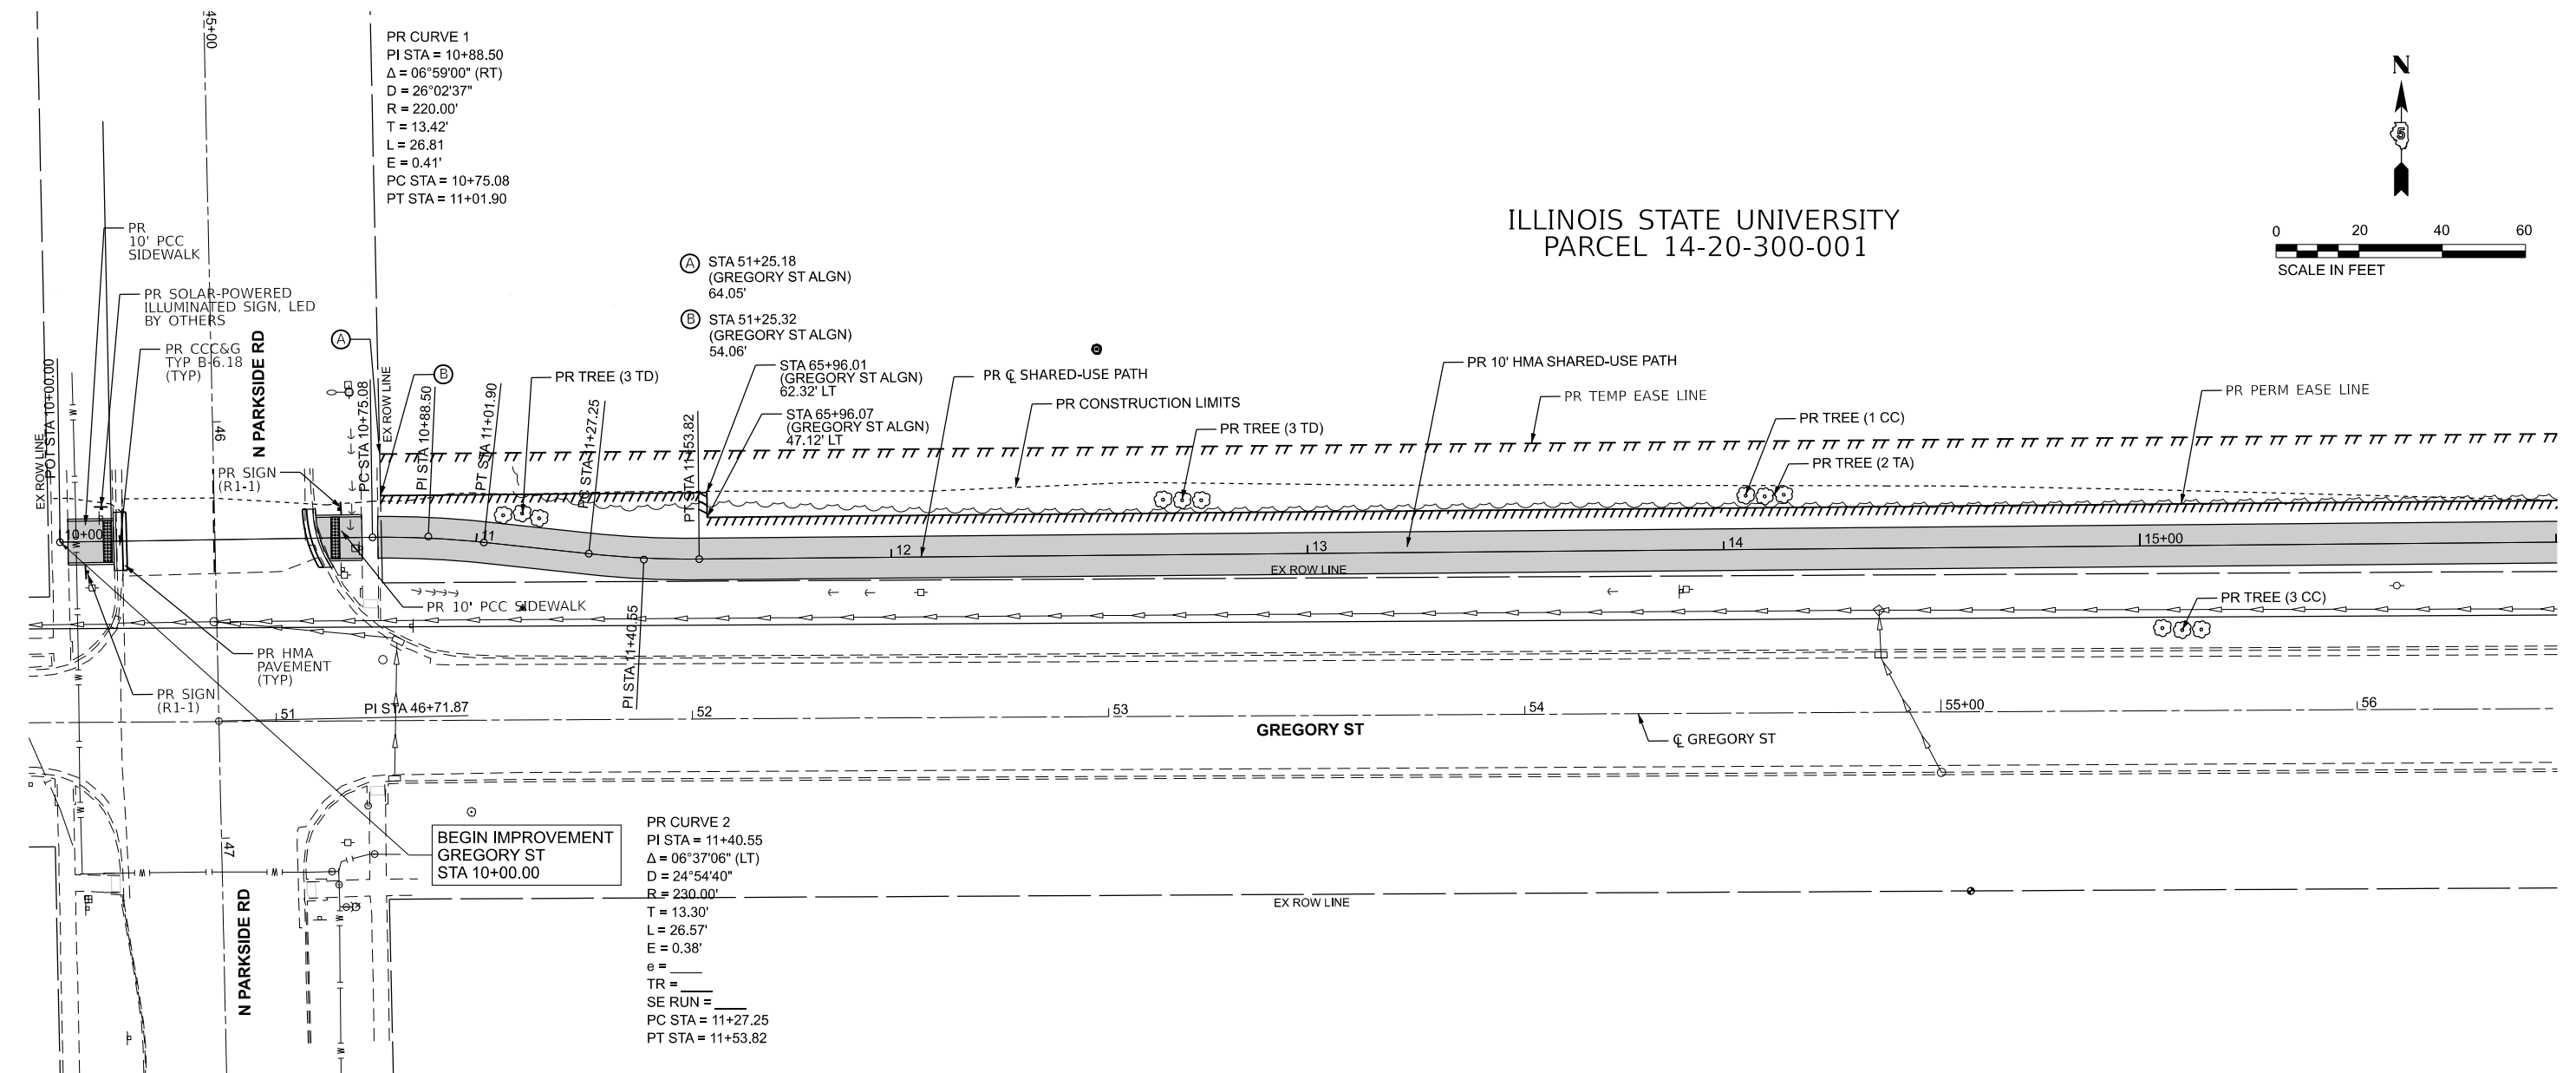 45+00
PR CURVE 1
PI STA = 10+88.50
Δ = 06°59'00" (RT)
D = 26°02'37"
R = 220.00'
T = 13.42'
L = 26.81
E = 0.41'
PC STA = 10+75.08
PT STA = 11+01.90
N
5
ILLINOIS STATE UNIVERSITY
PARCEL 14-20-300-001
0 20 40 60
SCALE IN FEET
PR
10' PCC
SIDEWALK
PR SOLAR-POWERED
ILLUMINATED SIGN, LED
BY OTHERS
PR CCC&G
TYP B-6.18
(TYP)
N PARKSIDE RD
A STA 51+25.18
(GREGORY ST ALGN)
64.05'
B STA 51+25.32
(GREGORY ST ALGN)
54.06'
A
B
STA 65+96.01
(GREGORY ST ALGN)
62.32' LT
STA 65+96.07
(GREGORY ST ALGN)
47.12' LT
PR TREE (3 TD)
PR ℄ SHARED-USE PATH
PR CONSTRUCTION LIMITS
PR 10' HMA SHARED-USE PATH
PR TEMP EASE LINE
PR PERM EASE LINE
PR TREE (3 TD)
PR TREE (1 CC)
PR TREE (2 TA)
EX ROW LINE
POT STA 10+00.00
46
PR SIGN
(R1-1)
PC STA 10+75.08
EX ROW LINE
PI STA 10+88.50
PT STA 11+01.90
PC STA 11+27.25
PT STA 11+53.82
10+00
11
12
13
14
15+00
EX ROW LINE
PR 10' PCC SIDEWALK
PI STA 11+40.55
PR TREE (3 CC)
PR HMA
PAVEMENT
(TYP)
PR SIGN
(R1-1)
PI STA 46+71.87
51
52
53
54
55+00
56
GREGORY ST
℄ GREGORY ST
47
N PARKSIDE RD
BEGIN IMPROVEMENT
GREGORY ST
STA 10+00.00
PR CURVE 2
PI STA = 11+40.55
Δ = 06°37'06" (LT)
D = 24°54'40"
R = 230.00'
T = 13.30'
L = 26.57'
E = 0.38'
e = ____
TR = ____
SE RUN = ____
PC STA = 11+27.25
PT STA = 11+53.82
EX ROW LINE
W
W
W
W
W
W
W
W
W
W